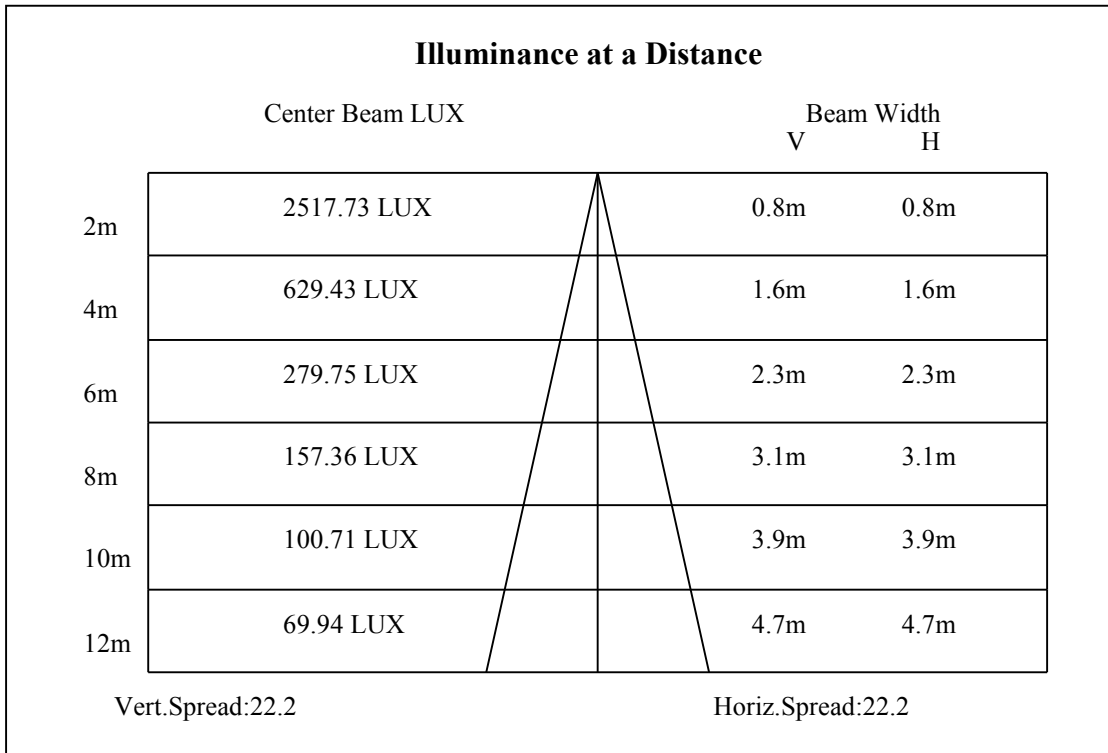 Illuminance at a Distance
Center Beam LUX Beam Width
V H
2m 2517.73 LUX 0.8m 0.8m
4m 629.43 LUX 1.6m 1.6m
6m 279.75 LUX 2.3m 2.3m
8m 157.36 LUX 3.1m 3.1m
10m 100.71 LUX 3.9m 3.9m
12m 69.94 LUX 4.7m 4.7m
Vert.Spread:22.2 Horiz.Spread:22.2